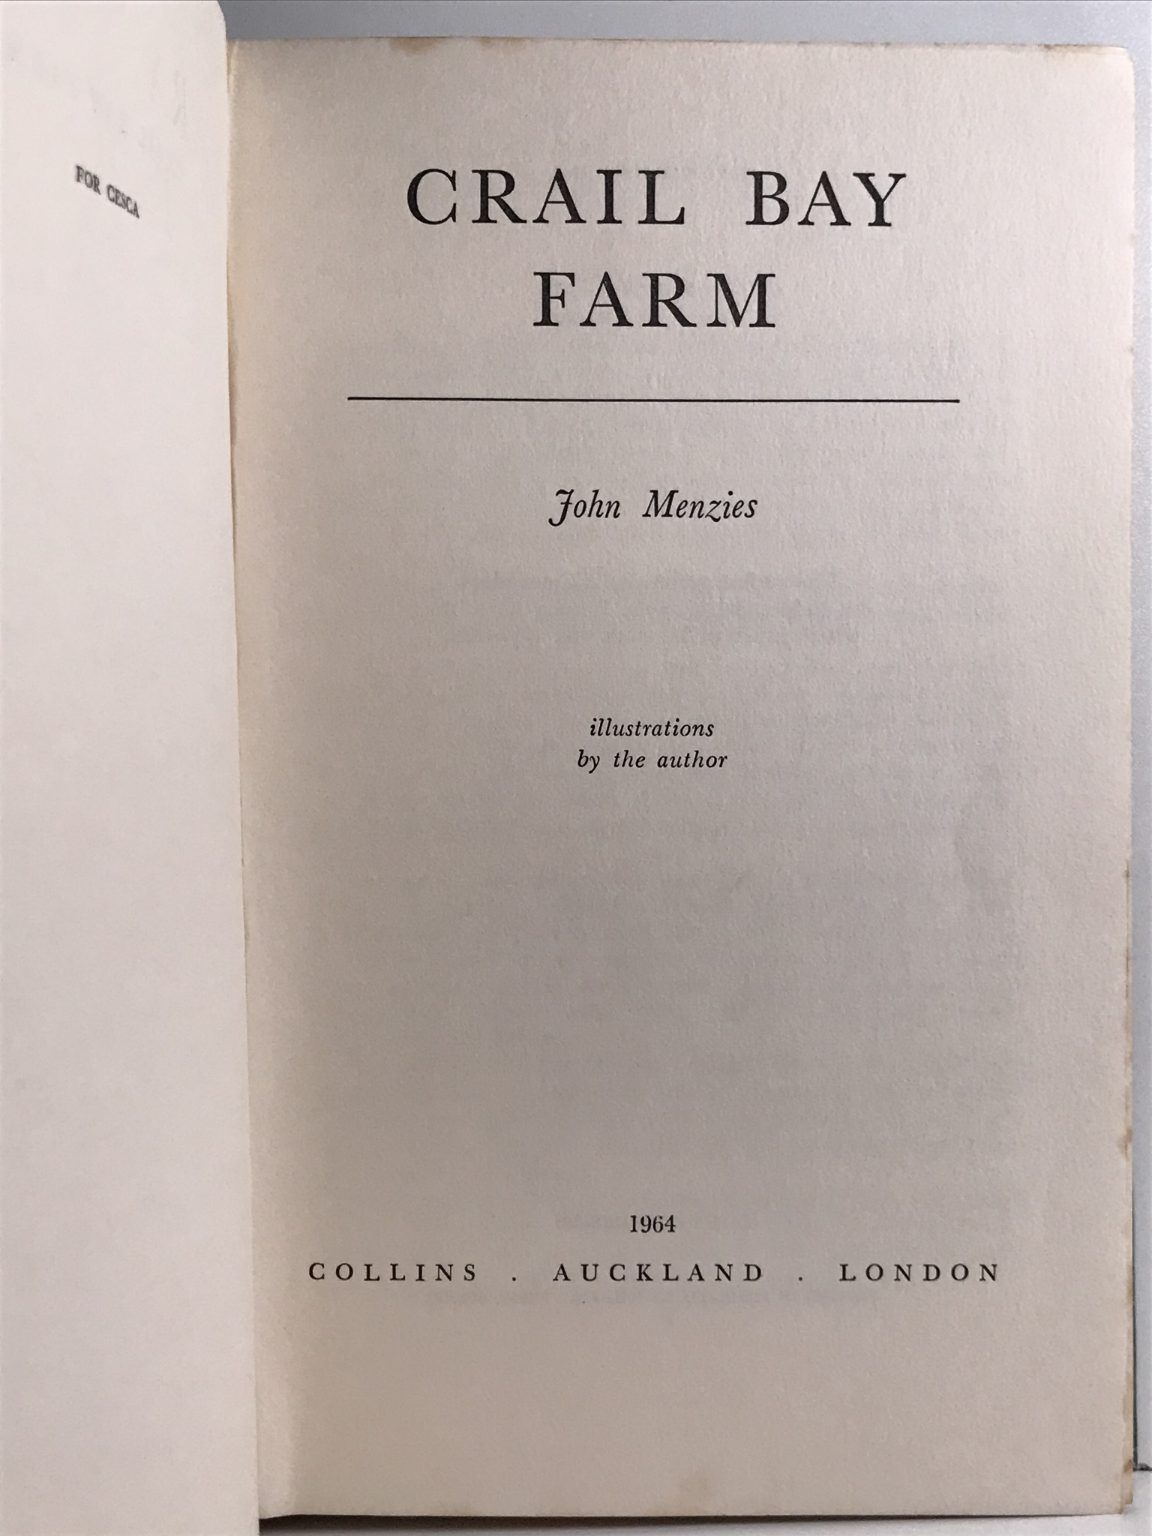 FOR CESCA
CRAIL BAY
FARM
John Menzies
illustrations
by the author
1964
COLLINS . AUCKLAND . LONDON